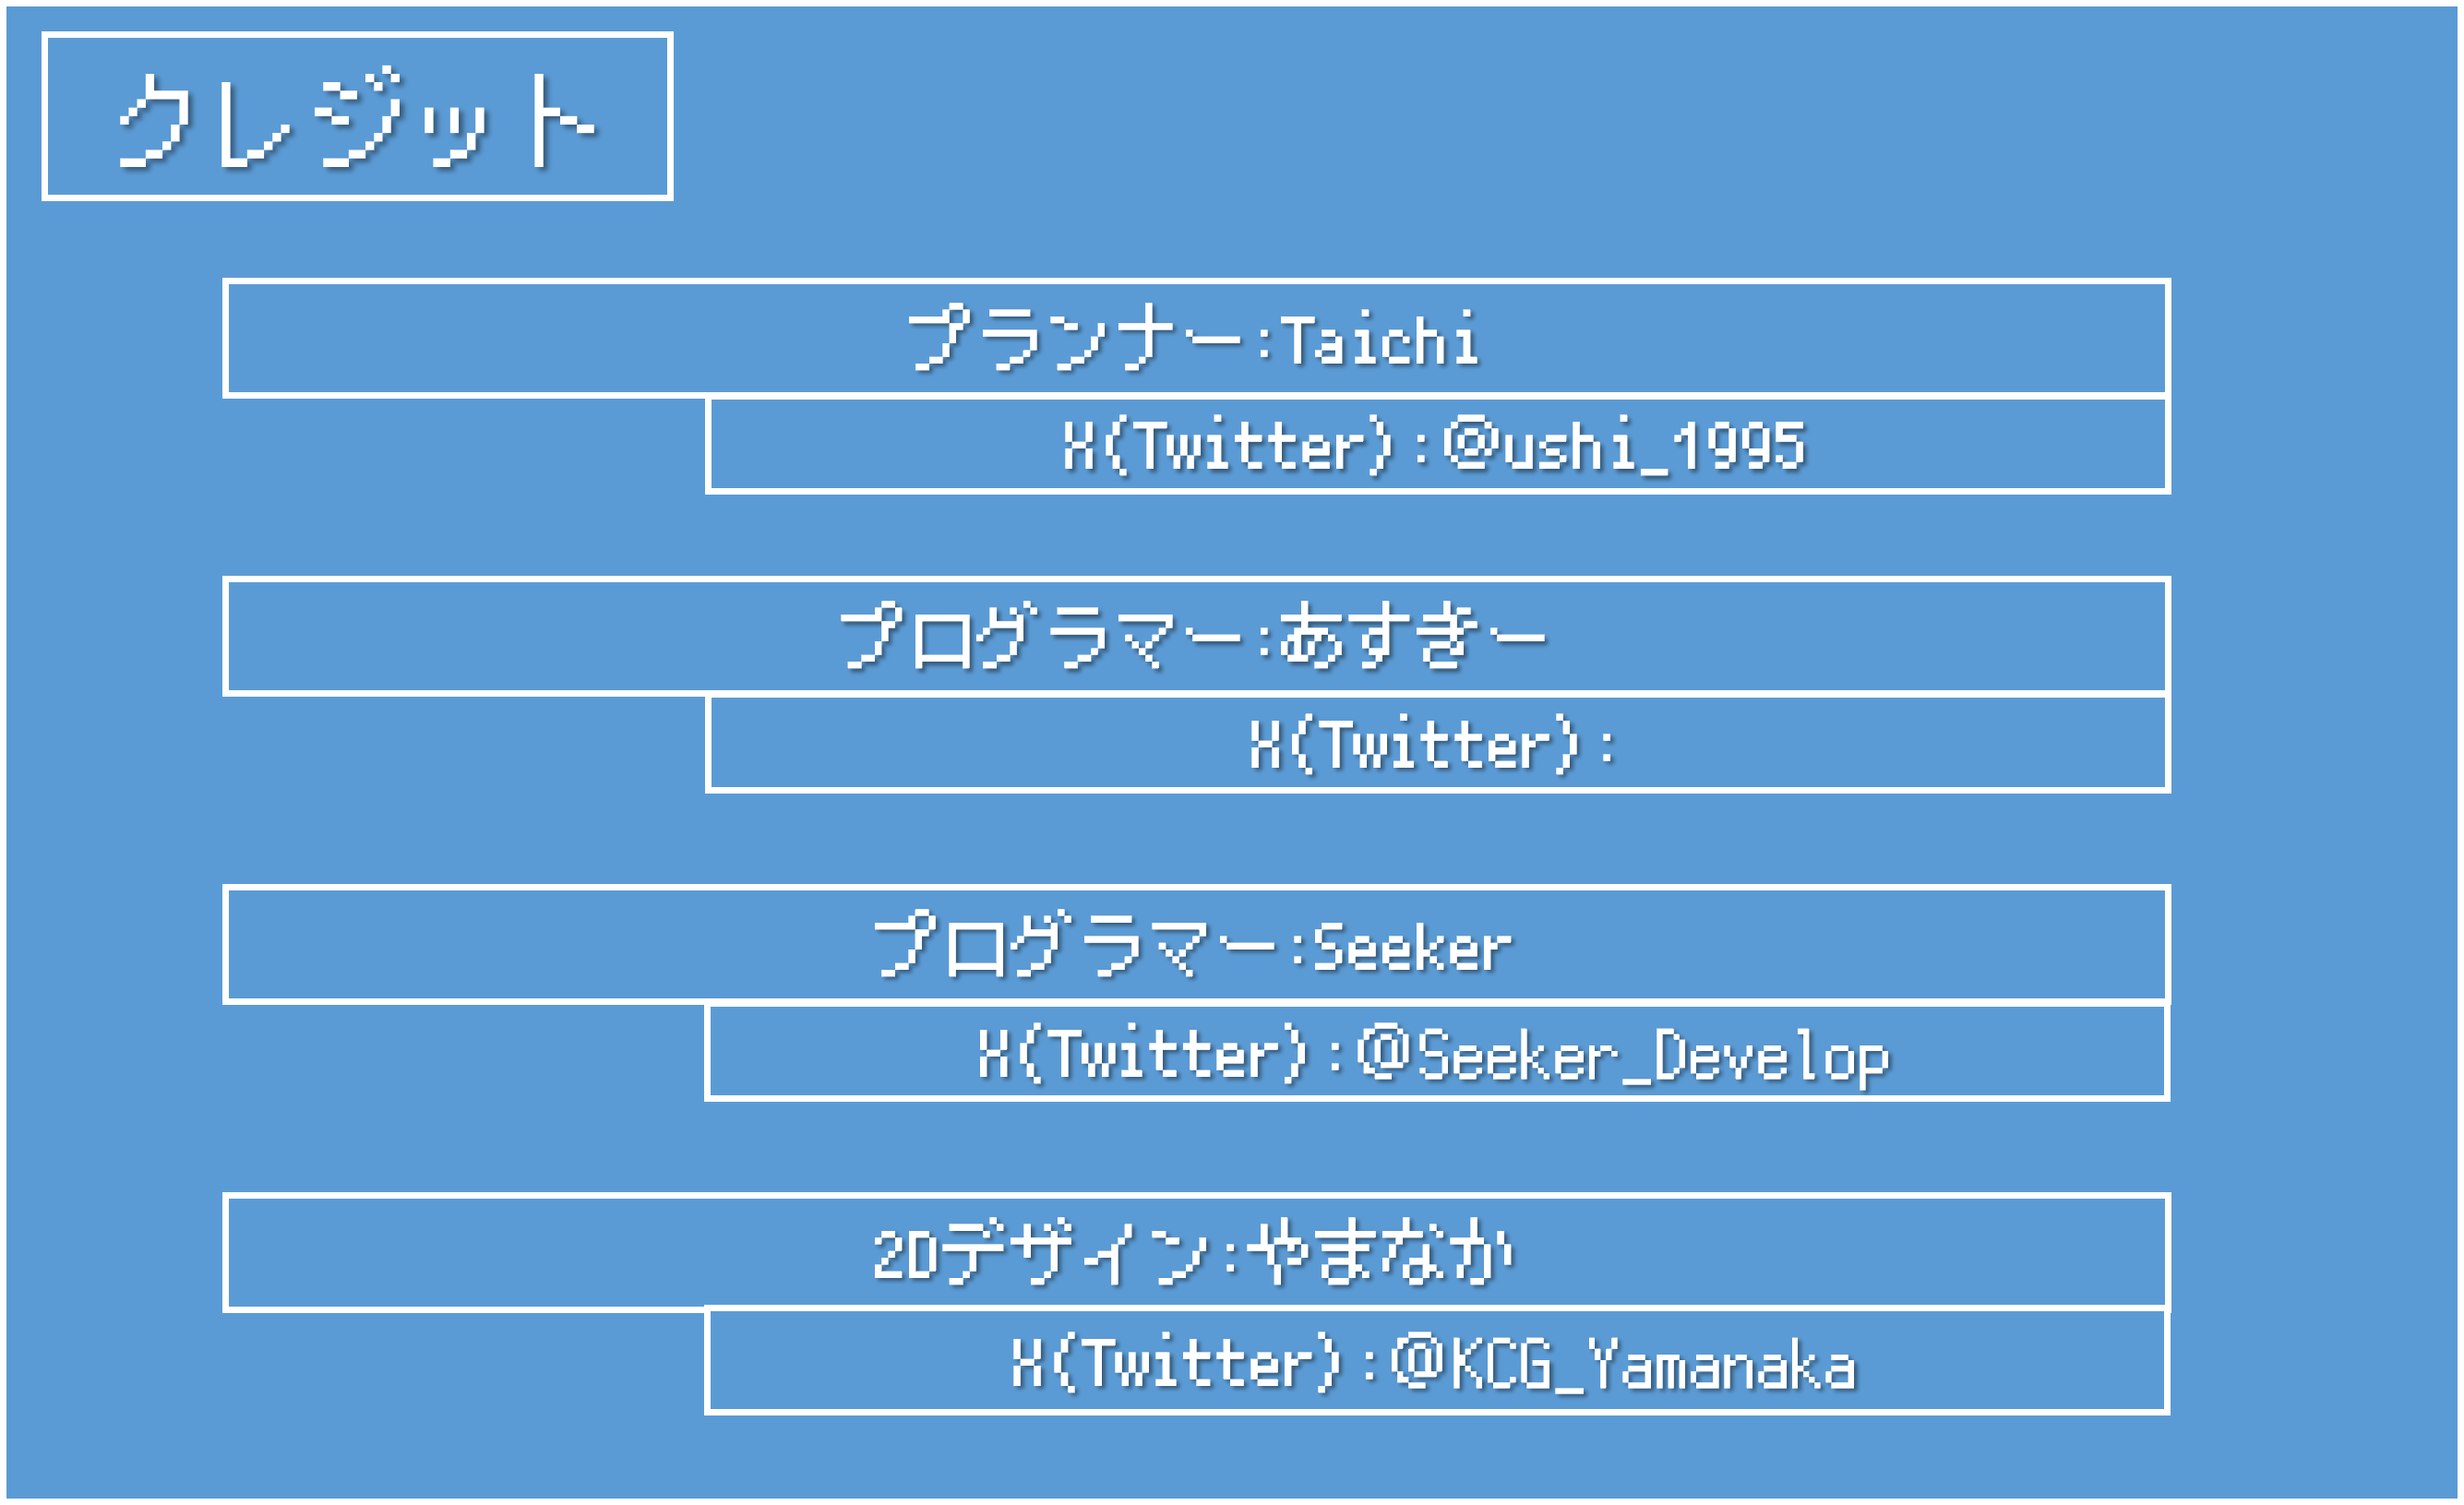 クレジット
プランナー:Taichi
X(Twitter):@ushi_1995
プログラマー:あすぎー
X(Twitter):
プログラマー:Seeker
X(Twitter):@Seeker_Develop
2Dデザイン:やまなか
X(Twitter):@KCG_Yamanaka